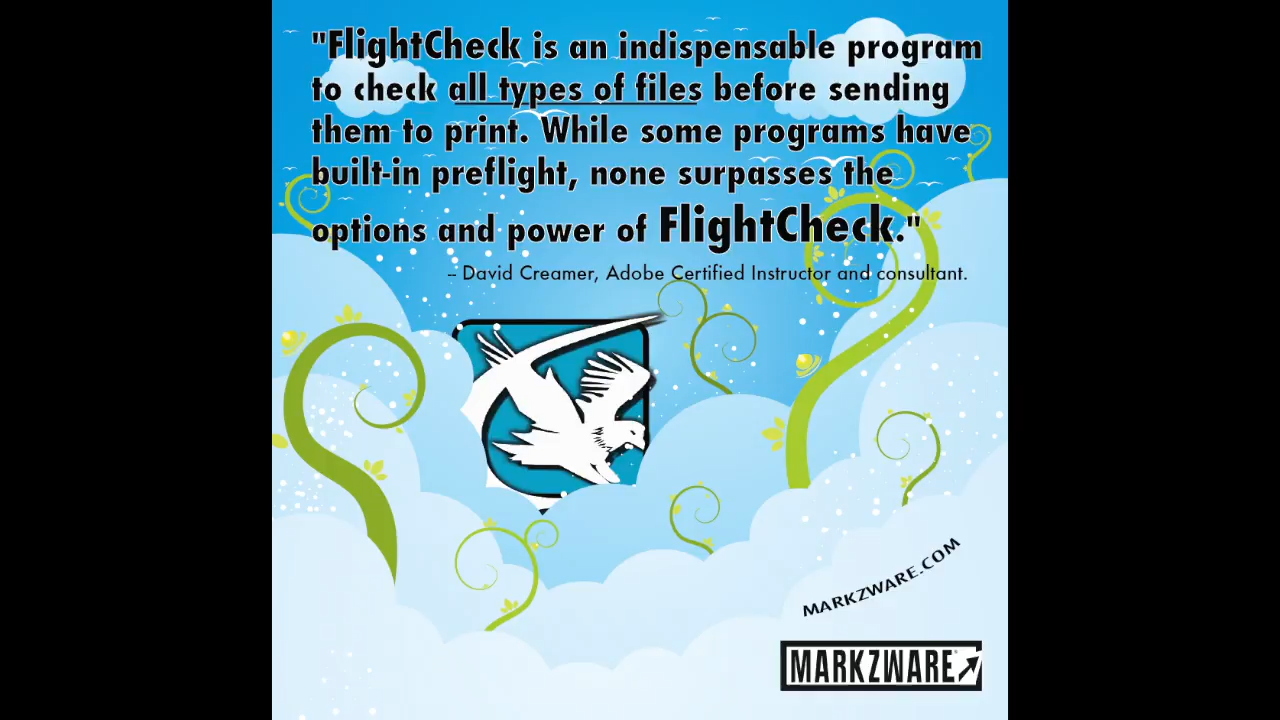 "FlightCheck is an indispensable program
to check all types of files before sending
them to print. While some programs have
built-in preflight, none surpasses the
options and power of FlightCheck."
– David Creamer, Adobe Certified Instructor and consultant.
MARKZWARE.COM
MARKZWARE